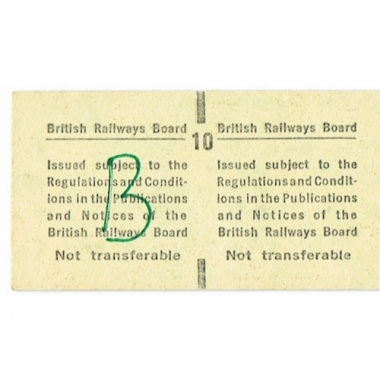 British Railways Board
Issued subject to the
Regulations and Condit-
ions in the Publications
and Notices of the
British Railways Board
Not transferable
B
10
British Railways Board
Issued subject to the
Regulations and Condit-
ions in the Publications
and Notices of the
British Railways Board
Not transferable